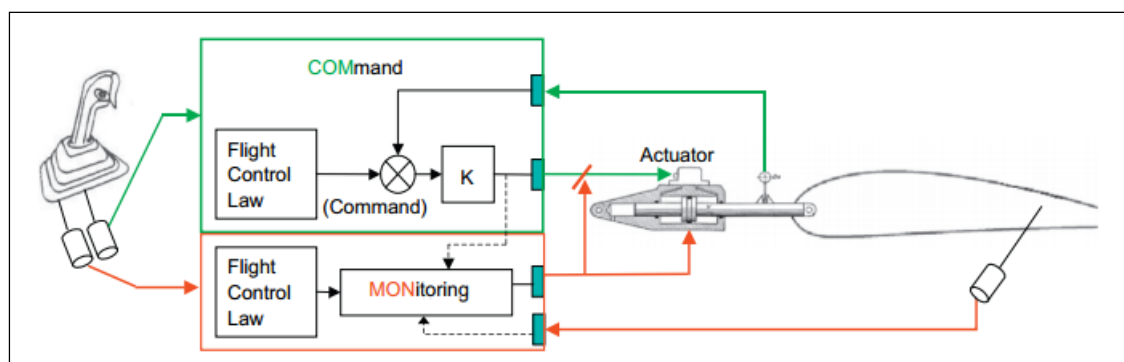 COMmand
Flight
Control
Law
(Command)
K
Actuator
Flight
Control
Law
MONitoring